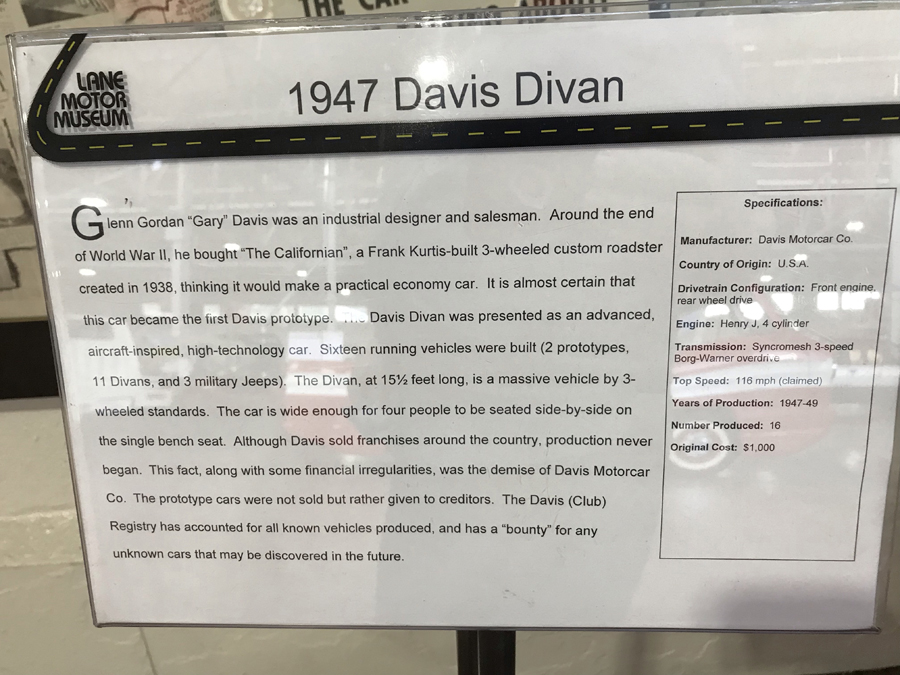 THE CAR
LANE
MOTOR
MUSEUM
1947 Davis Divan
Glenn Gordan “Gary” Davis was an industrial designer and salesman. Around the end
of World War II, he bought “The Californian”, a Frank Kurtis-built 3-wheeled custom roadster
created in 1938, thinking it would make a practical economy car. It is almost certain that
this car became the first Davis prototype. The Davis Divan was presented as an advanced,
aircraft-inspired, high-technology car. Sixteen running vehicles were built (2 prototypes,
11 Divans, and 3 military Jeeps). The Divan, at 15½ feet long, is a massive vehicle by 3-
wheeled standards. The car is wide enough for four people to be seated side-by-side on
the single bench seat. Although Davis sold franchises around the country, production never
began. This fact, along with some financial irregularities, was the demise of Davis Motorcar
Co. The prototype cars were not sold but rather given to creditors. The Davis (Club)
Registry has accounted for all known vehicles produced, and has a “bounty” for any
unknown cars that may be discovered in the future.
Specifications:
Manufacturer: Davis Motorcar Co.
Country of Origin: U.S.A.
Drivetrain Configuration: Front engine,
rear wheel drive
Engine: Henry J, 4 cylinder
Transmission: Syncromesh 3-speed
Borg-Warner overdrive
Top Speed: 116 mph (claimed)
Years of Production: 1947-49
Number Produced: 16
Original Cost: $1,000